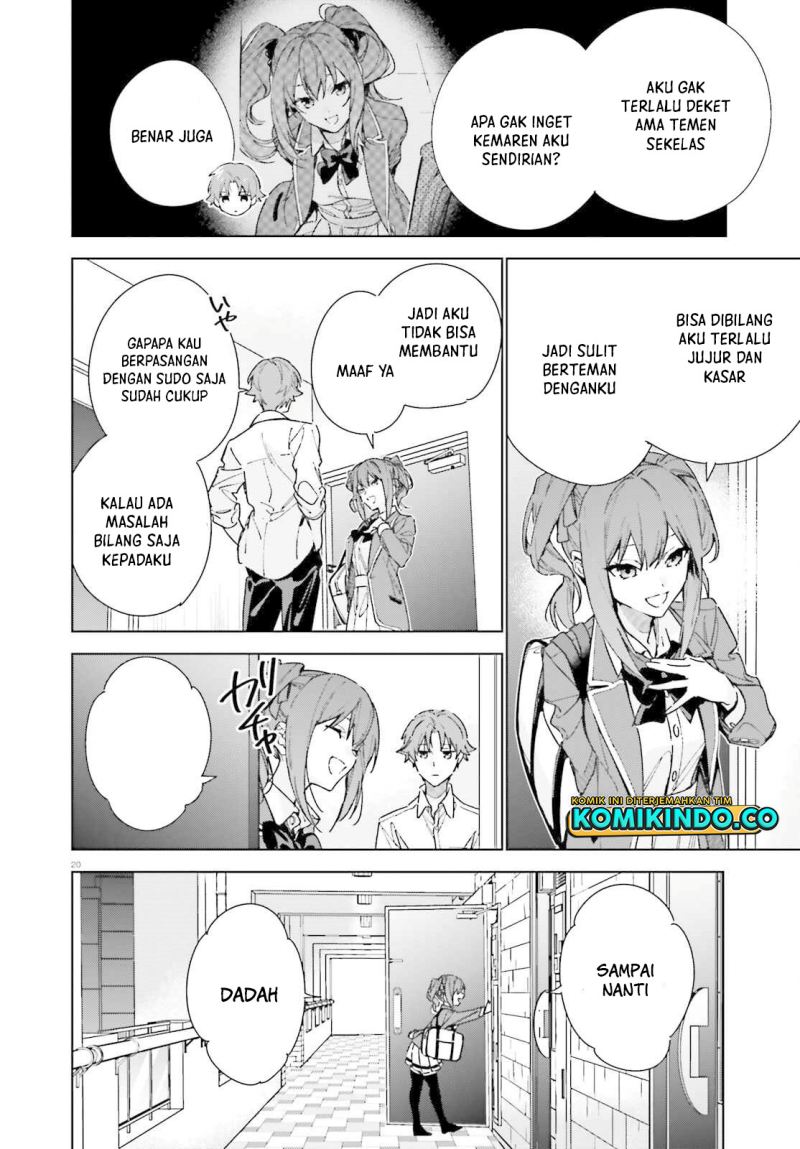 AKU GAK
TERLALU DEKET
AMA TEMEN
SEKELAS
APA GAK INGET
KEMAREN AKU
SENDIRIAN?
BENAR JUGA
BISA DIBILANG
AKU TERLALU
JUJUR DAN
KASAR
JADI SULIT
BERTEMAN
DENGANKU
JADI AKU
TIDAK BISA
MEMBANTU
MAAF YA
いや
GAPAPA KAU
BERPASANGAN
DENGAN SUDO SAJA
SUDAH CUKUP
KALAU ADA
MASALAH
BILANG SAJA
KEPADAKU
ガチャ
KOMIK INI DITERJEMAHKAN TIM
KOMIKINDO.CO
20
SAMPAI
NANTI
DADAH